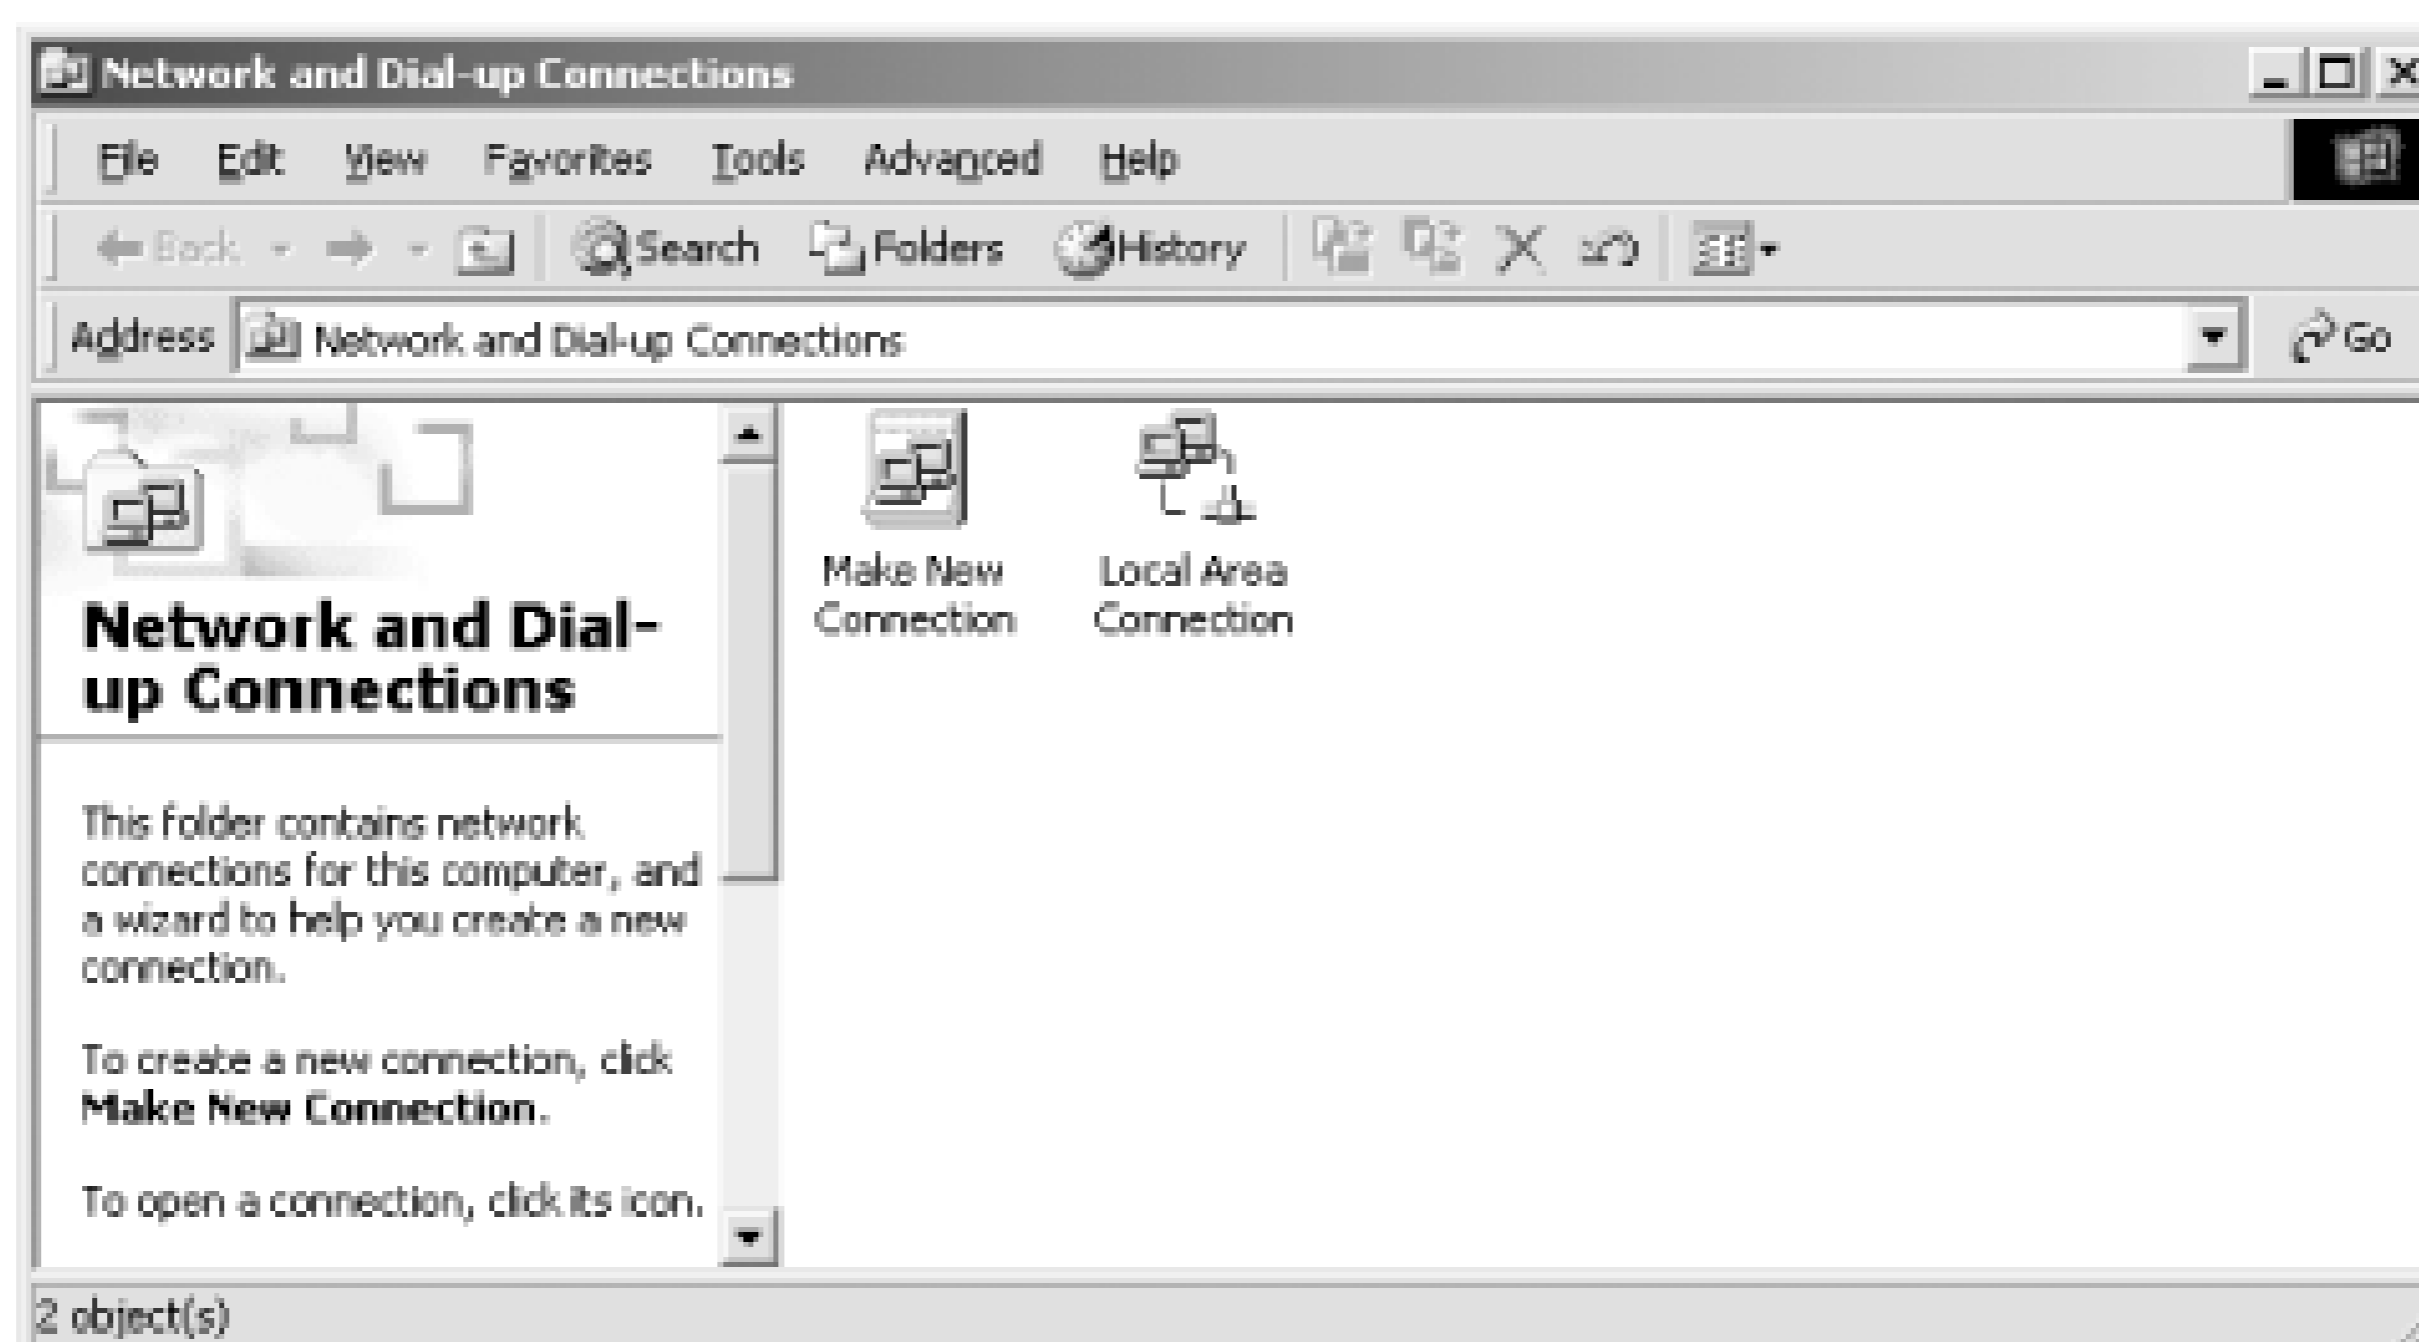 Network and Dial-up Connections
File Edit View Favorites Tools Advanced Help
Back Search Folders History
Address Network and Dial-up Connections Go
Network and Dial-
up Connections
This folder contains network
connections for this computer, and
a wizard to help you create a new
connection.
To create a new connection, click
Make New Connection.
To open a connection, click its icon.
Make New
Connection
Local Area
Connection
2 object(s)